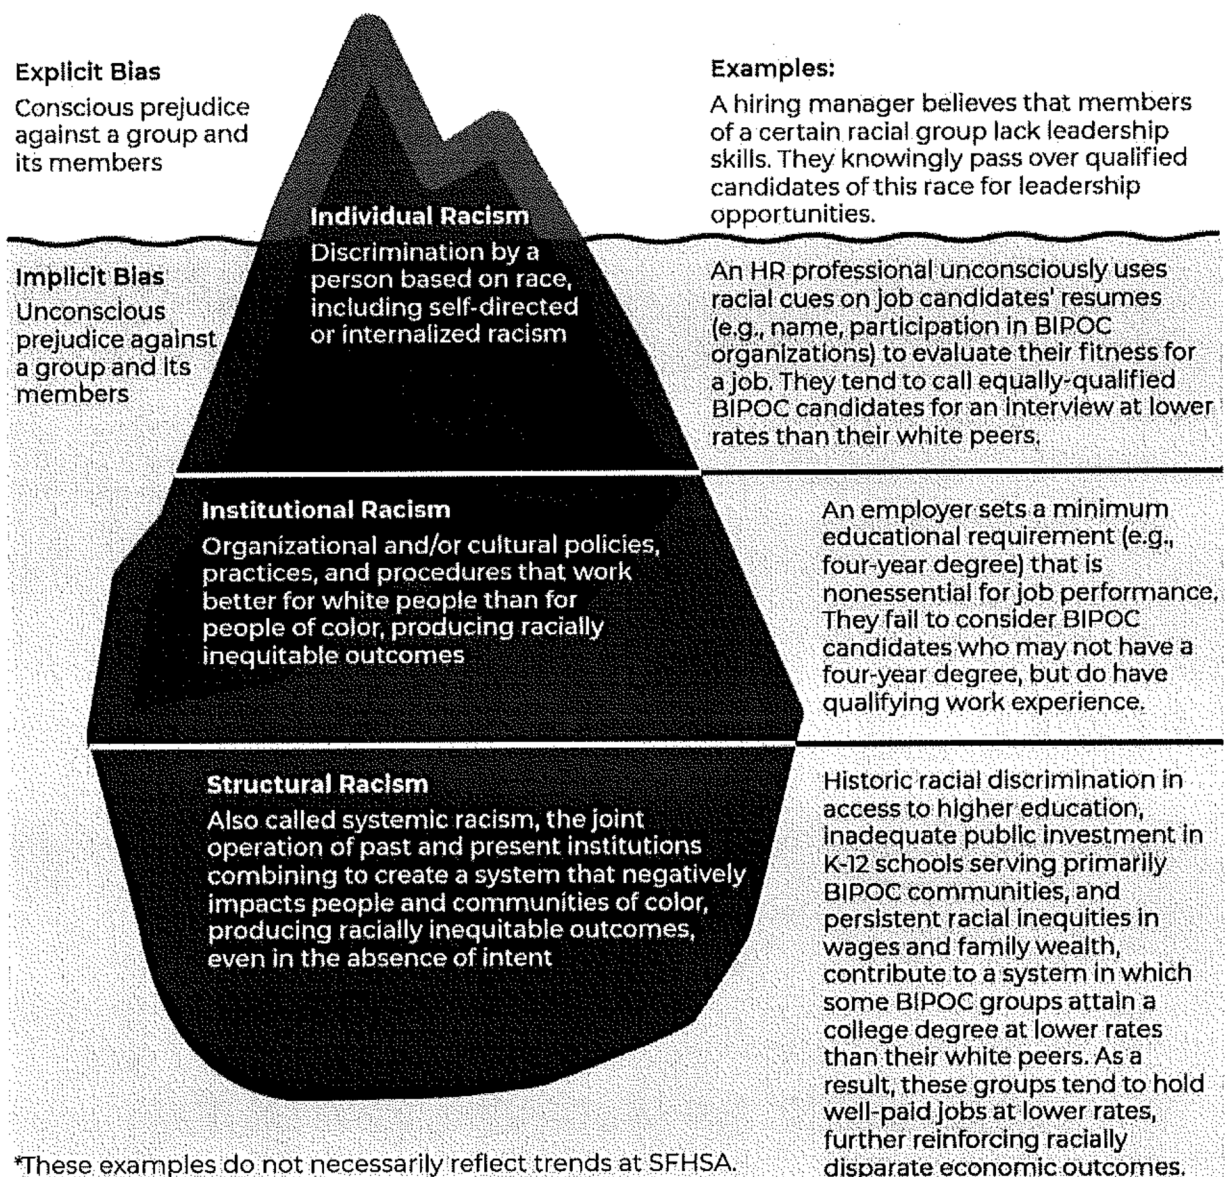 Explicit Bias
Conscious prejudice
against a group and
its members
Examples:
A hiring manager believes that members
of a certain racial group lack leadership
skills. They knowingly pass over qualified
candidates of this race for leadership
opportunities.
Individual Racism
Discrimination by a
person based on race,
including self-directed
or internalized racism
Implicit Bias
Unconscious
prejudice against
a group and its
members
An HR professional unconsciously uses
racial cues on job candidates' resumes
(e.g., name, participation in BIPOC
organizations) to evaluate their fitness for
a job. They tend to call equally-qualified
BIPOC candidates for an interview at lower
rates than their white peers.
Institutional Racism
Organizational and/or cultural policies,
practices, and procedures that work
better for white people than for
people of color, producing racially
inequitable outcomes
An employer sets a minimum
educational requirement (e.g.,
four-year degree) that is
nonessential for job performance.
They fail to consider BIPOC
candidates who may not have a
four-year degree, but do have
qualifying work experience.
Structural Racism
Also called systemic racism, the joint
operation of past and present institutions
combining to create a system that negatively
impacts people and communities of color,
producing racially inequitable outcomes,
even in the absence of intent
Historic racial discrimination in
access to higher education,
inadequate public investment in
K-12 schools serving primarily
BIPOC communities, and
persistent racial inequities in
wages and family wealth,
contribute to a system in which
some BIPOC groups attain a
college degree at lower rates
than their white peers. As a
result, these groups tend to hold
well-paid jobs at lower rates,
further reinforcing racially
disparate economic outcomes.
*These examples do not necessarily reflect trends at SFHSA.